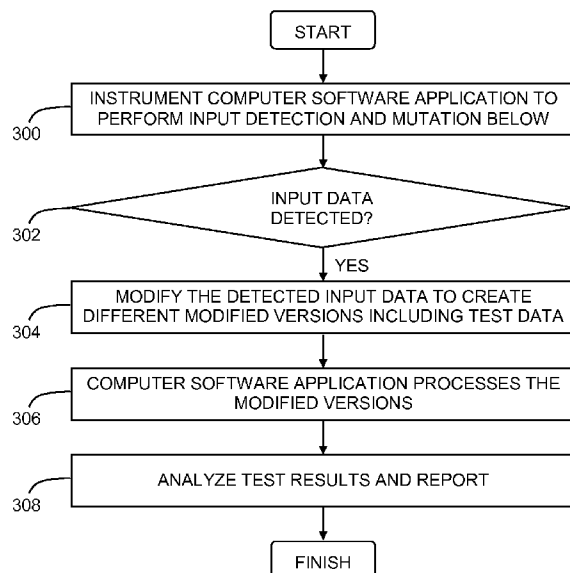 START
INSTRUMENT COMPUTER SOFTWARE APPLICATION TO
PERFORM INPUT DETECTION AND MUTATION BELOW
300
INPUT DATA
DETECTED?
302
YES
MODIFY THE DETECTED INPUT DATA TO CREATE
DIFFERENT MODIFIED VERSIONS INCLUDING TEST DATA
304
COMPUTER SOFTWARE APPLICATION PROCESSES THE
MODIFIED VERSIONS
306
ANALYZE TEST RESULTS AND REPORT
308
FINISH